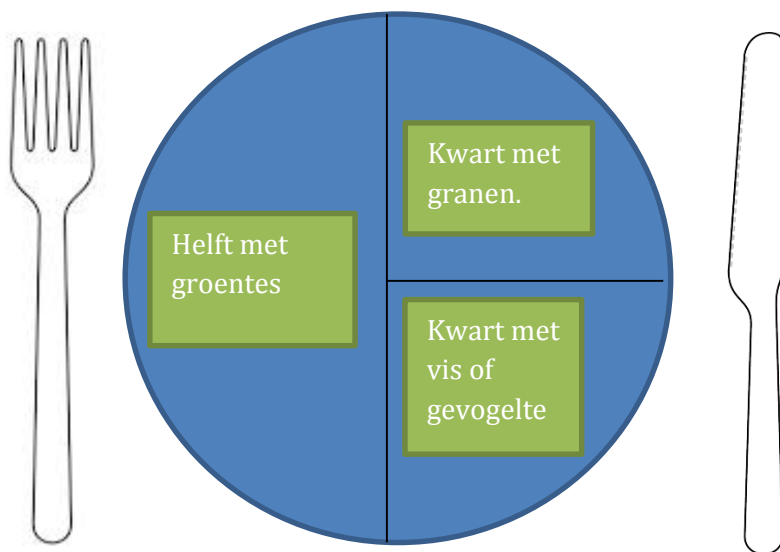 Helft met
groentes
Kwart met
granen.
Kwart met
vis of
gevogelte